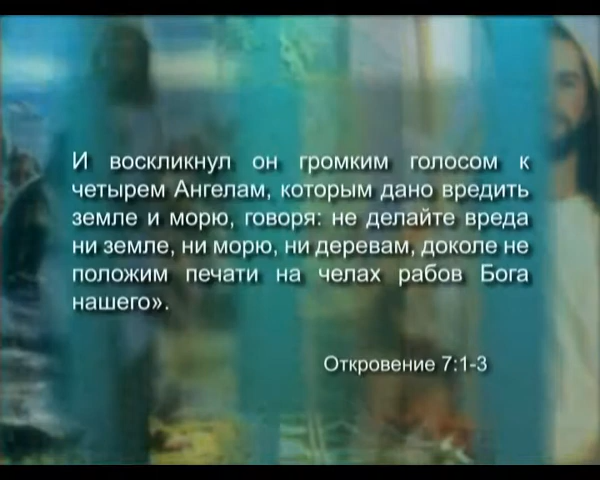 И воскликнул он громким голосом к
четырем Ангелам, которым дано вредить
земле и морю, говоря: не делайте вреда
ни земле, ни морю, ни деревам, доколе не
положим печати на челах рабов Бога
нашего».
Откровение 7:1-3